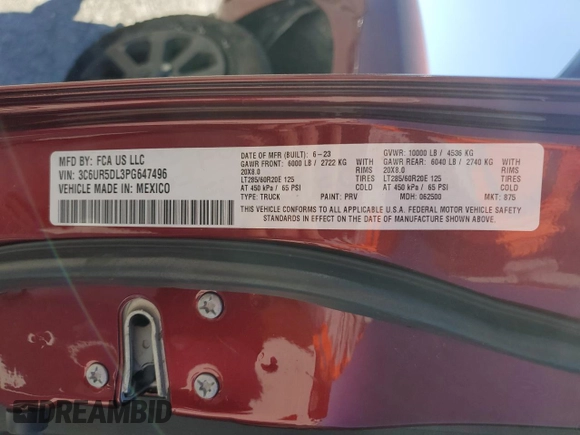 MFD BY: FCA US LLC
VIN: 3C6UR5DL3PG647496
VEHICLE MADE IN: MEXICO
DATE OF MFR (BUILT): 6-23
GVWR: 10000 LB / 4536 KG
GAWR FRONT: 6000 LB / 2722 KG
GAWR REAR: 6040 LB / 2740 KG
20X8.0 RIMS
20X8.0 RIMS
LT285/60R20E 125 TIRES
LT285/60R20E 125 TIRES
AT 450 kPa / 65 PSI COLD
AT 450 kPa / 65 PSI COLD
TYPE: TRUCK PAINT: PRV MDH: 062500 MKT: 875
THIS VEHICLE CONFORMS TO ALL APPLICABLE U.S.A. FEDERAL MOTOR VEHICLE SAFETY
STANDARDS IN EFFECT ON THE DATE OF MANUFACTURE SHOWN ABOVE.
DREAMBID